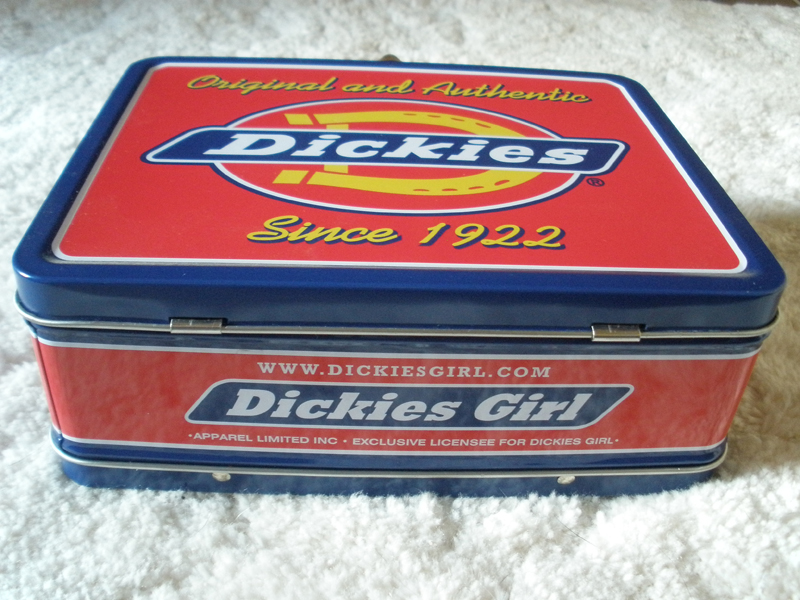 Original and Authentic
Dickies
®
Since 1922
WWW.DICKIESGIRL.COM
Dickies Girl
•APPAREL LIMITED INC • EXCLUSIVE LICENSEE FOR DICKIES GIRL•